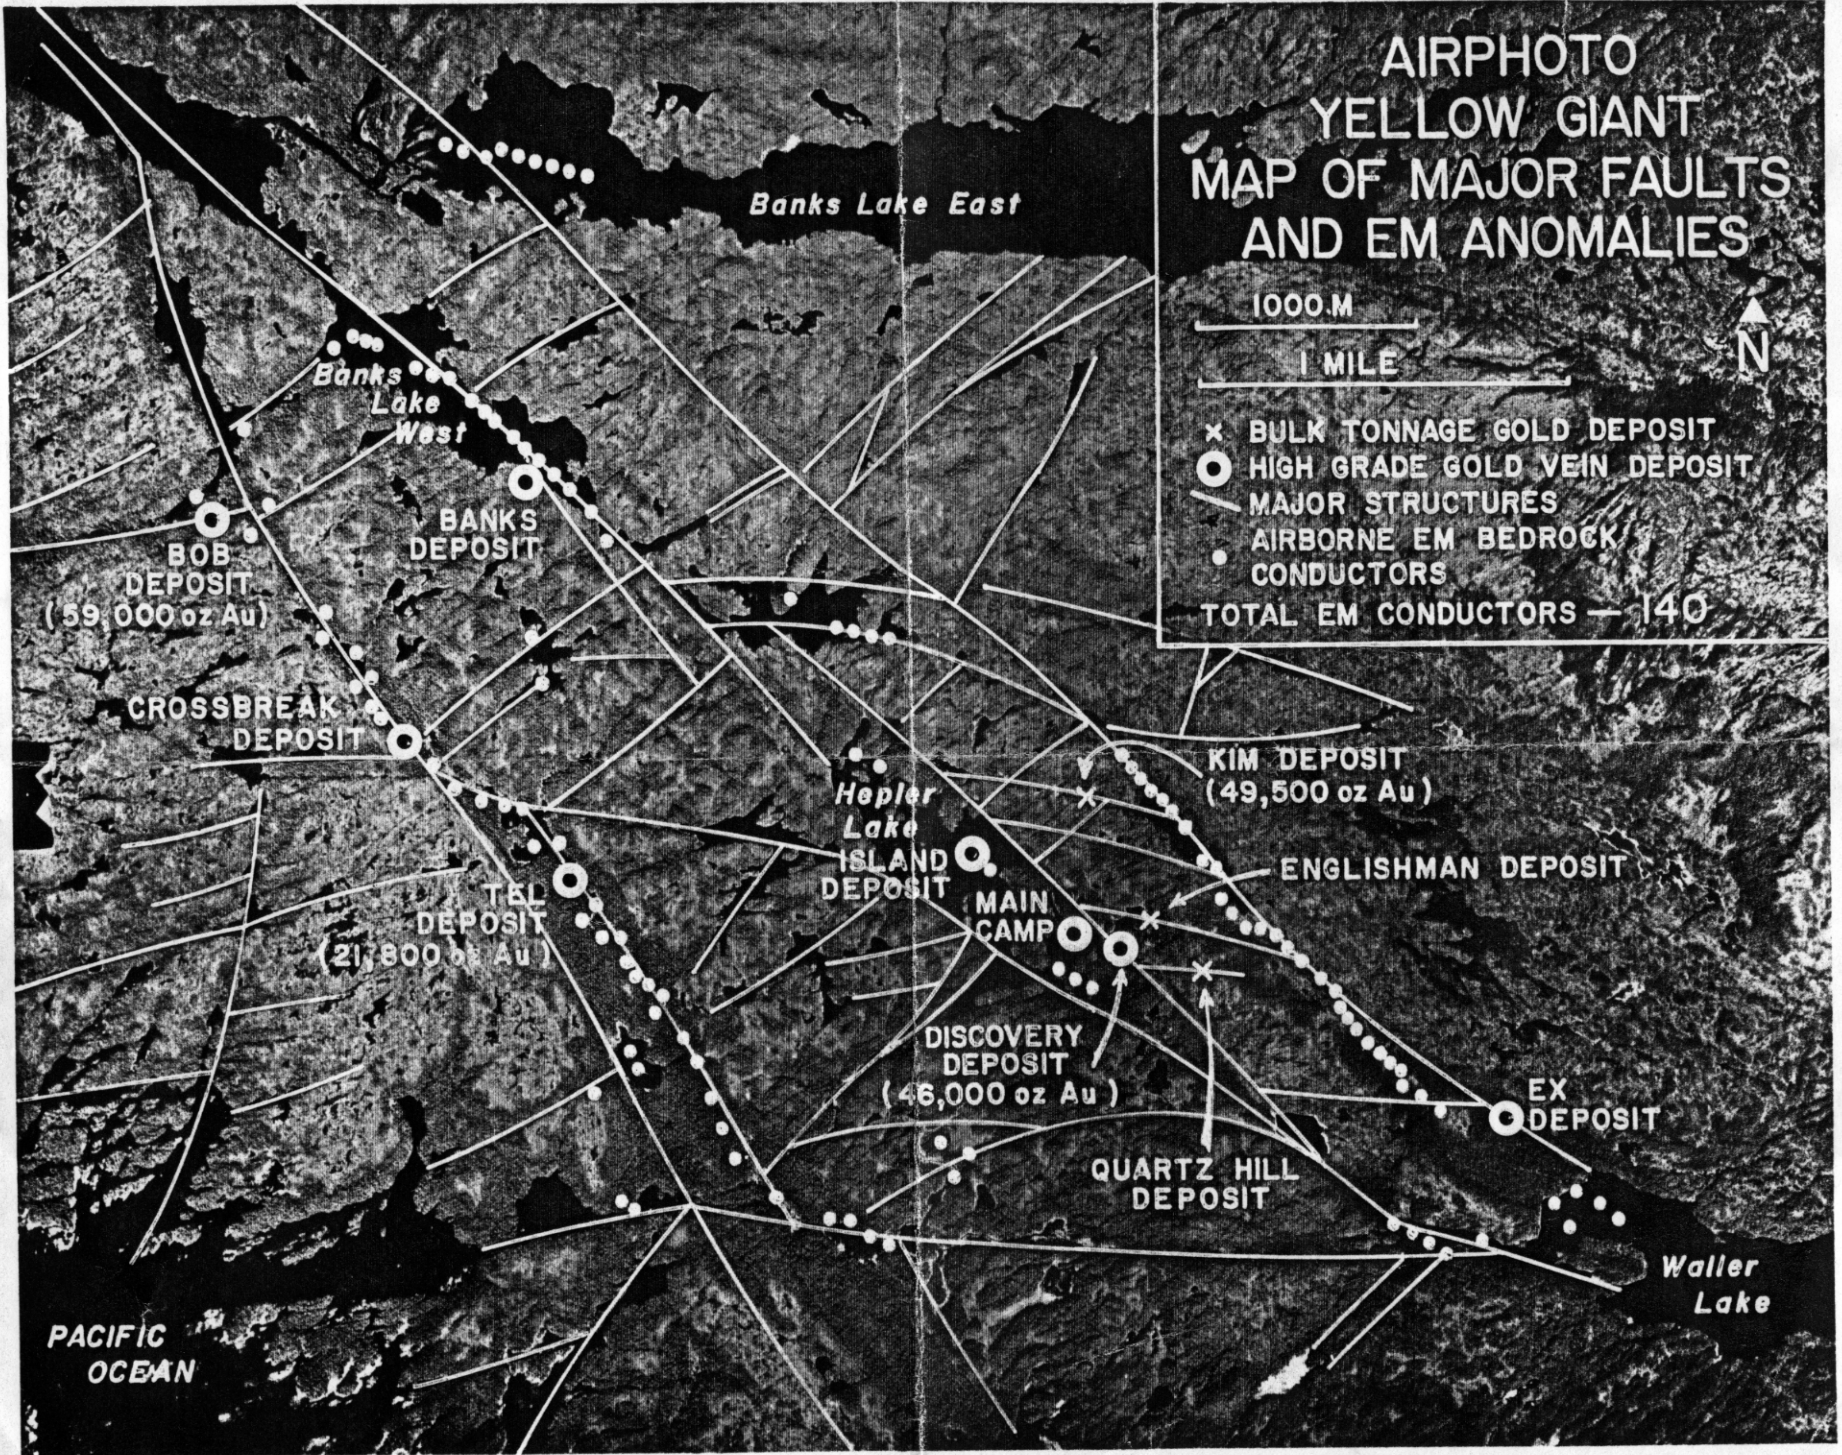 AIRPHOTO
YELLOW GIANT
MAP OF MAJOR FAULTS
AND EM ANOMALIES
1000 M
1 MILE
N
× BULK TONNAGE GOLD DEPOSIT
HIGH GRADE GOLD VEIN DEPOSIT
MAJOR STRUCTURES
AIRBORNE EM BEDROCK
CONDUCTORS
TOTAL EM CONDUCTORS — 140
Banks Lake East
Banks
Lake
West
BANKS
DEPOSIT
BOB
DEPOSIT
(59,000 oz Au)
CROSSBREAK
DEPOSIT
KIM DEPOSIT
(49,500 oz Au)
Hepler
Lake
ISLAND
DEPOSIT
ENGLISHMAN DEPOSIT
TEL
DEPOSIT
(21,800 oz Au)
MAIN
CAMP
DISCOVERY
DEPOSIT
(46,000 oz Au)
EX
DEPOSIT
QUARTZ HILL
DEPOSIT
Waller
Lake
PACIFIC
OCEAN